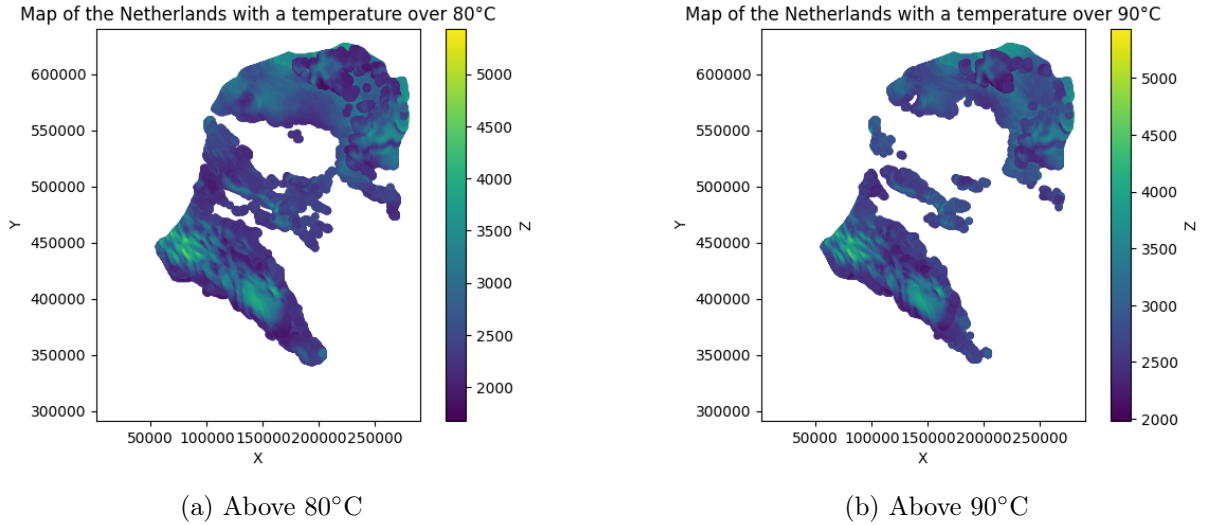 Map of the Netherlands with a temperature over 80°C
600000
550000
500000
450000
400000
350000
300000
Y
50000 100000 150000 200000 250000
X
5000
4500
4000
3500
3000
2500
2000
Z
(a) Above 80°C
Map of the Netherlands with a temperature over 90°C
600000
550000
500000
450000
400000
350000
300000
Y
50000 100000 150000 200000 250000
X
5000
4500
4000
3500
3000
2500
2000
Z
(b) Above 90°C